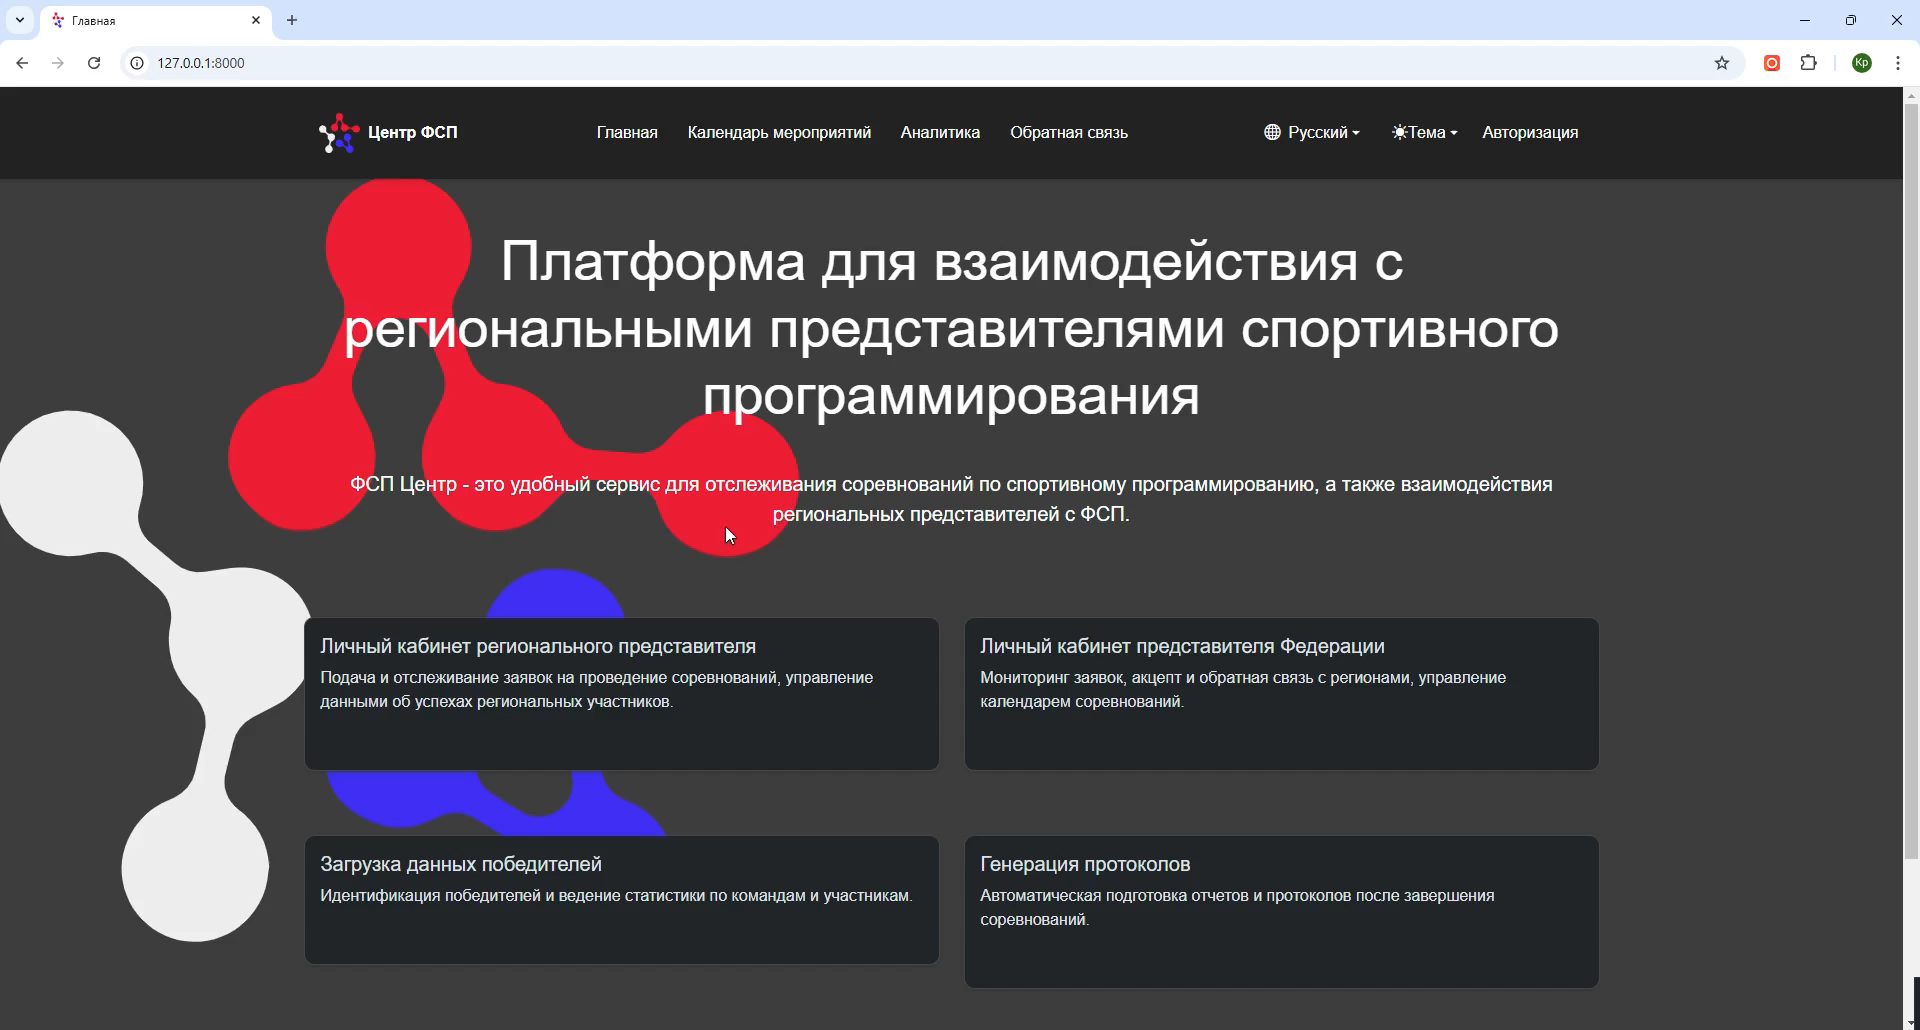 Главная
127.0.0.1:8000
Кр
Центр ФСП
Главная Календарь мероприятий Аналитика Обратная связь
Русский Тема Авторизация
Платформа для взаимодействия с
региональными представителями спортивного
программирования
ФСП Центр - это удобный сервис для отслеживания соревнований по спортивному программированию, а также взаимодействия
региональных представителей с ФСП.
Личный кабинет регионального представителя
Подача и отслеживание заявок на проведение соревнований, управление
данными об успехах региональных участников.
Личный кабинет представителя Федерации
Мониторинг заявок, акцепт и обратная связь с регионами, управление
календарем соревнований.
Загрузка данных победителей
Идентификация победителей и ведение статистики по командам и участникам.
Генерация протоколов
Автоматическая подготовка отчетов и протоколов после завершения
соревнований.